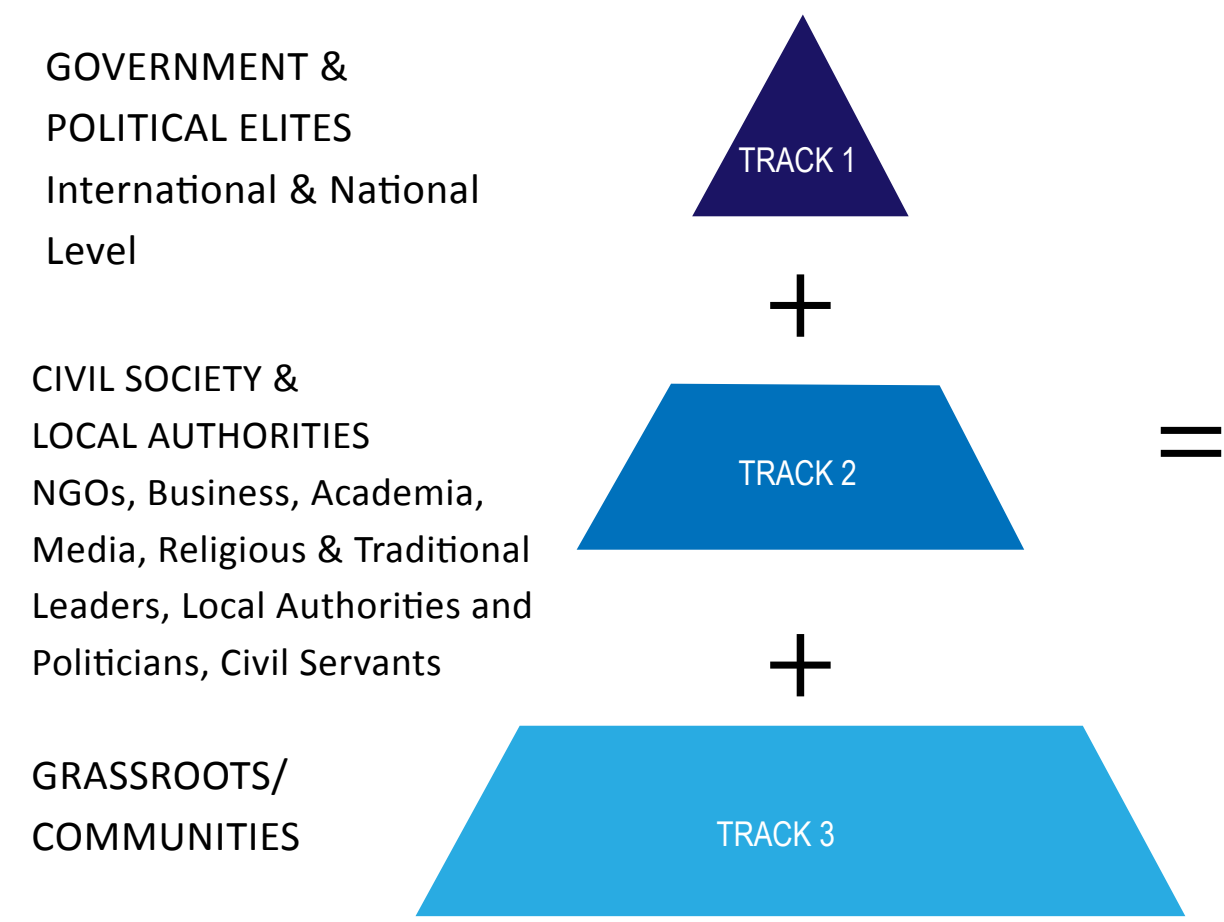 GOVERNMENT &
POLITICAL ELITES
International & National
Level
TRACK 1
+
CIVIL SOCIETY &
LOCAL AUTHORITIES
NGOs, Business, Academia,
Media, Religious & Traditional
Leaders, Local Authorities and
Politicians, Civil Servants
TRACK 2
=
+
GRASSROOTS/
COMMUNITIES
TRACK 3